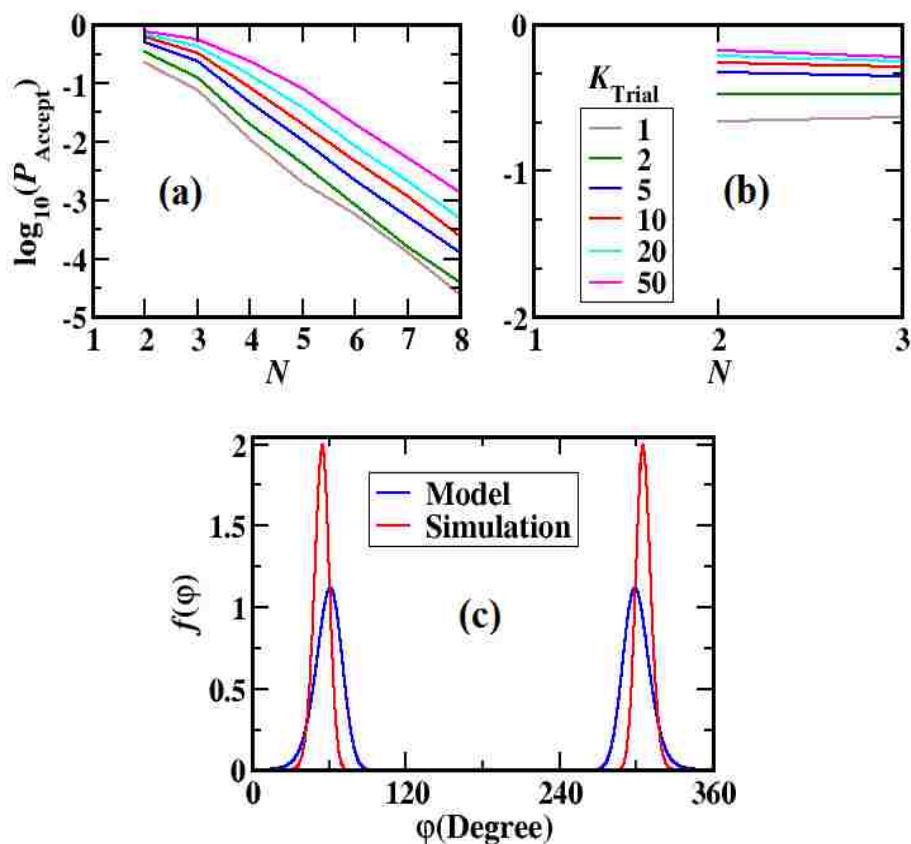 0
-1
-2
-3
-4
-5
log10(PAccept)
(a)
1 2 3 4 5 6 7 8
N
0
-1
-2
KTrial
1
2
5
10
20
50
(b)
1 2 3
N
2
1.5
1
0.5
0
f(φ)
Model
Simulation
(c)
0 120 240 360
φ(Degree)